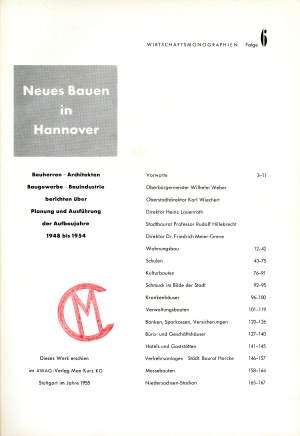 WIRTSCHAFTSMONOGRAPHIEN Folge 6
Neues Bauen
in
Hannover
Bauherren - Architekten
Baugewerbe - Bauindustrie
berichten über
Planung und Ausführung
der Aufbaujahre
1948 bis 1954
Dieses Werk erschien
im AWAG-Verlag Max Kurz KG
Stuttgart im Jahre 1955
Vorworte 3–11
Oberbürgermeister Wilhelm Weber
Oberstadtdirektor Karl Wiechert
Direktor Heinz Lauenroth
Stadtbaurat Professor Rudolf Hillebrecht
Direktor Dr. Friedrich Meier-Greve
Wohnungsbau 12–42
Schulen 43–75
Kulturbauten 76–91
Schmuck im Bilde der Stadt 92–95
Krankenhäuser 96–100
Verwaltungsbauten 101–119
Banken, Sparkassen, Versicherungen 120–126
Büro- und Geschäftshäuser 127–140
Hotels und Gaststätten 141–145
Verkehrsanlagen Städt. Baurat Harcke 146–157
Messebauten 158–164
Niedersachsen-Stadion 165–167